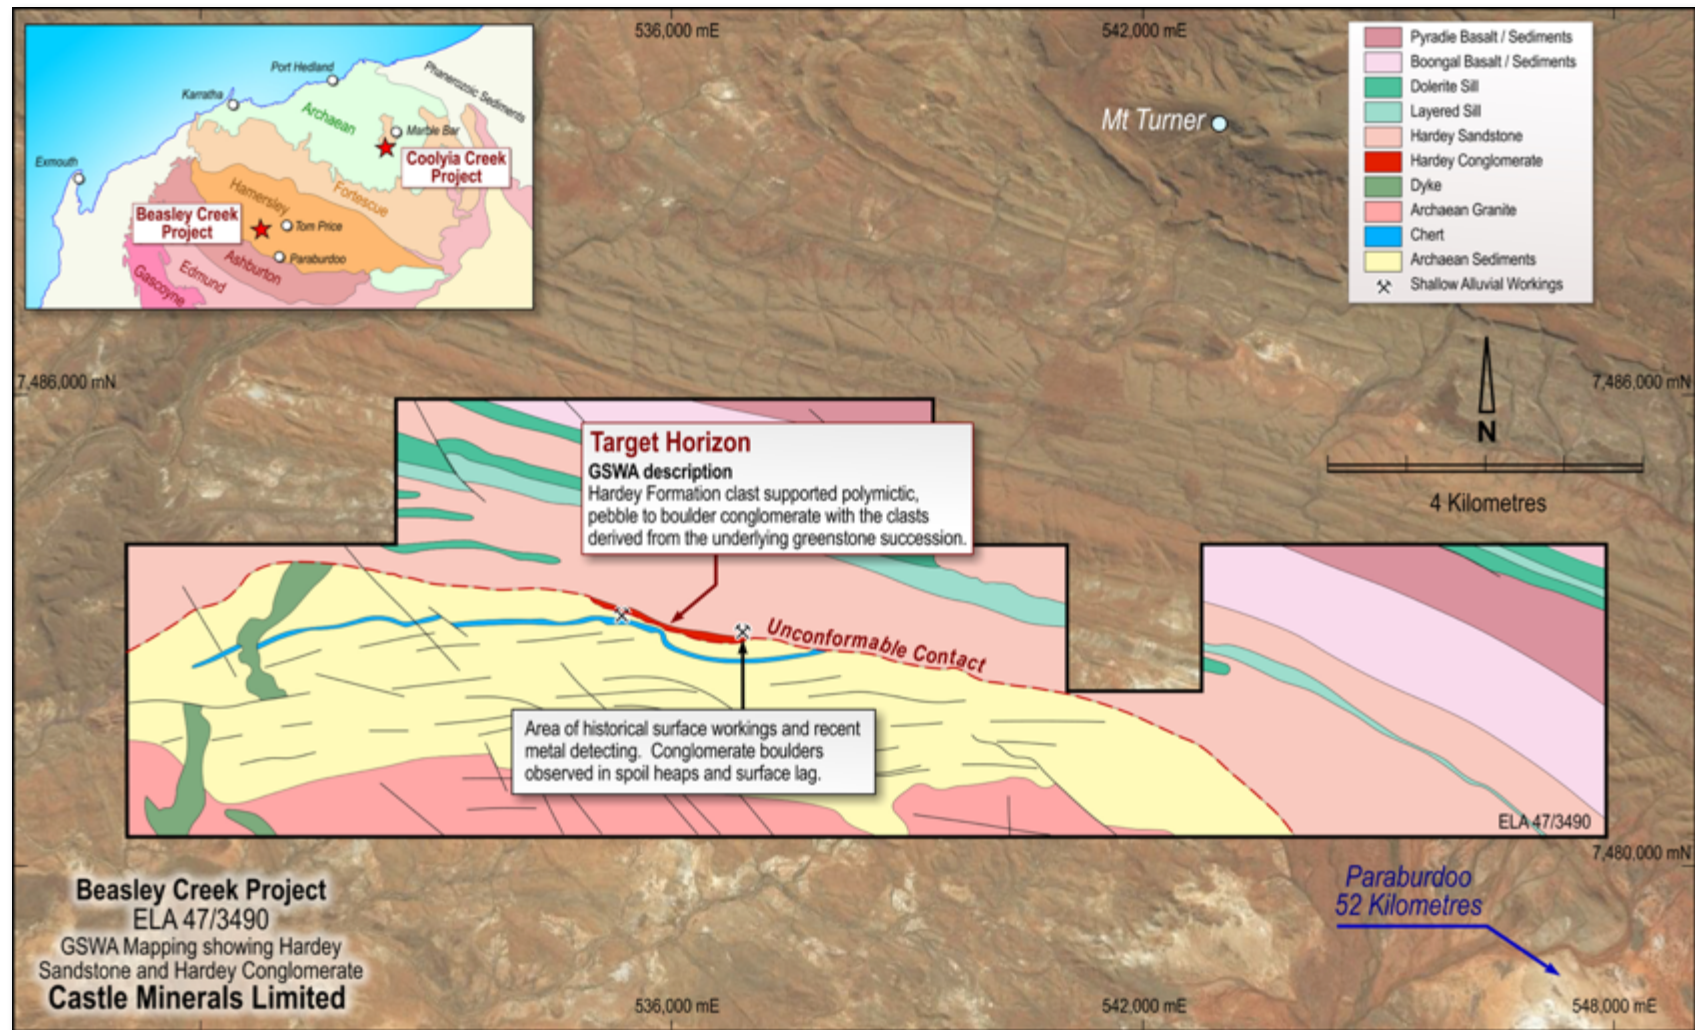 536,000 mE
542,000 mE
Port Hedland
Karratha
Exmouth
Phanerozoic Sediments
Archaean
Marble Bar
Coolyia Creek
Project
Fortescue
Hamersley
Beasley Creek
Project
Tom Price
Paraburdoo
Ashburton
Edmund
Gascoyne
Mt Turner
Pyradie Basalt / Sediments
Boongal Basalt / Sediments
Dolerite Sill
Layered Sill
Hardey Sandstone
Hardey Conglomerate
Dyke
Archaean Granite
Chert
Archaean Sediments
Shallow Alluvial Workings
7,486,000 mN
7,486,000 mN
N
4 Kilometres
Target Horizon
GSWA description
Hardey Formation clast supported polymictic,
pebble to boulder conglomerate with the clasts
derived from the underlying greenstone succession.
Unconformable Contact
Area of historical surface workings and recent
metal detecting. Conglomerate boulders
observed in spoil heaps and surface lag.
ELA 47/3490
7,480,000 mN
Paraburdoo
52 Kilometres
Beasley Creek Project
ELA 47/3490
GSWA Mapping showing Hardey
Sandstone and Hardey Conglomerate
Castle Minerals Limited
536,000 mE
542,000 mE
548,000 mE